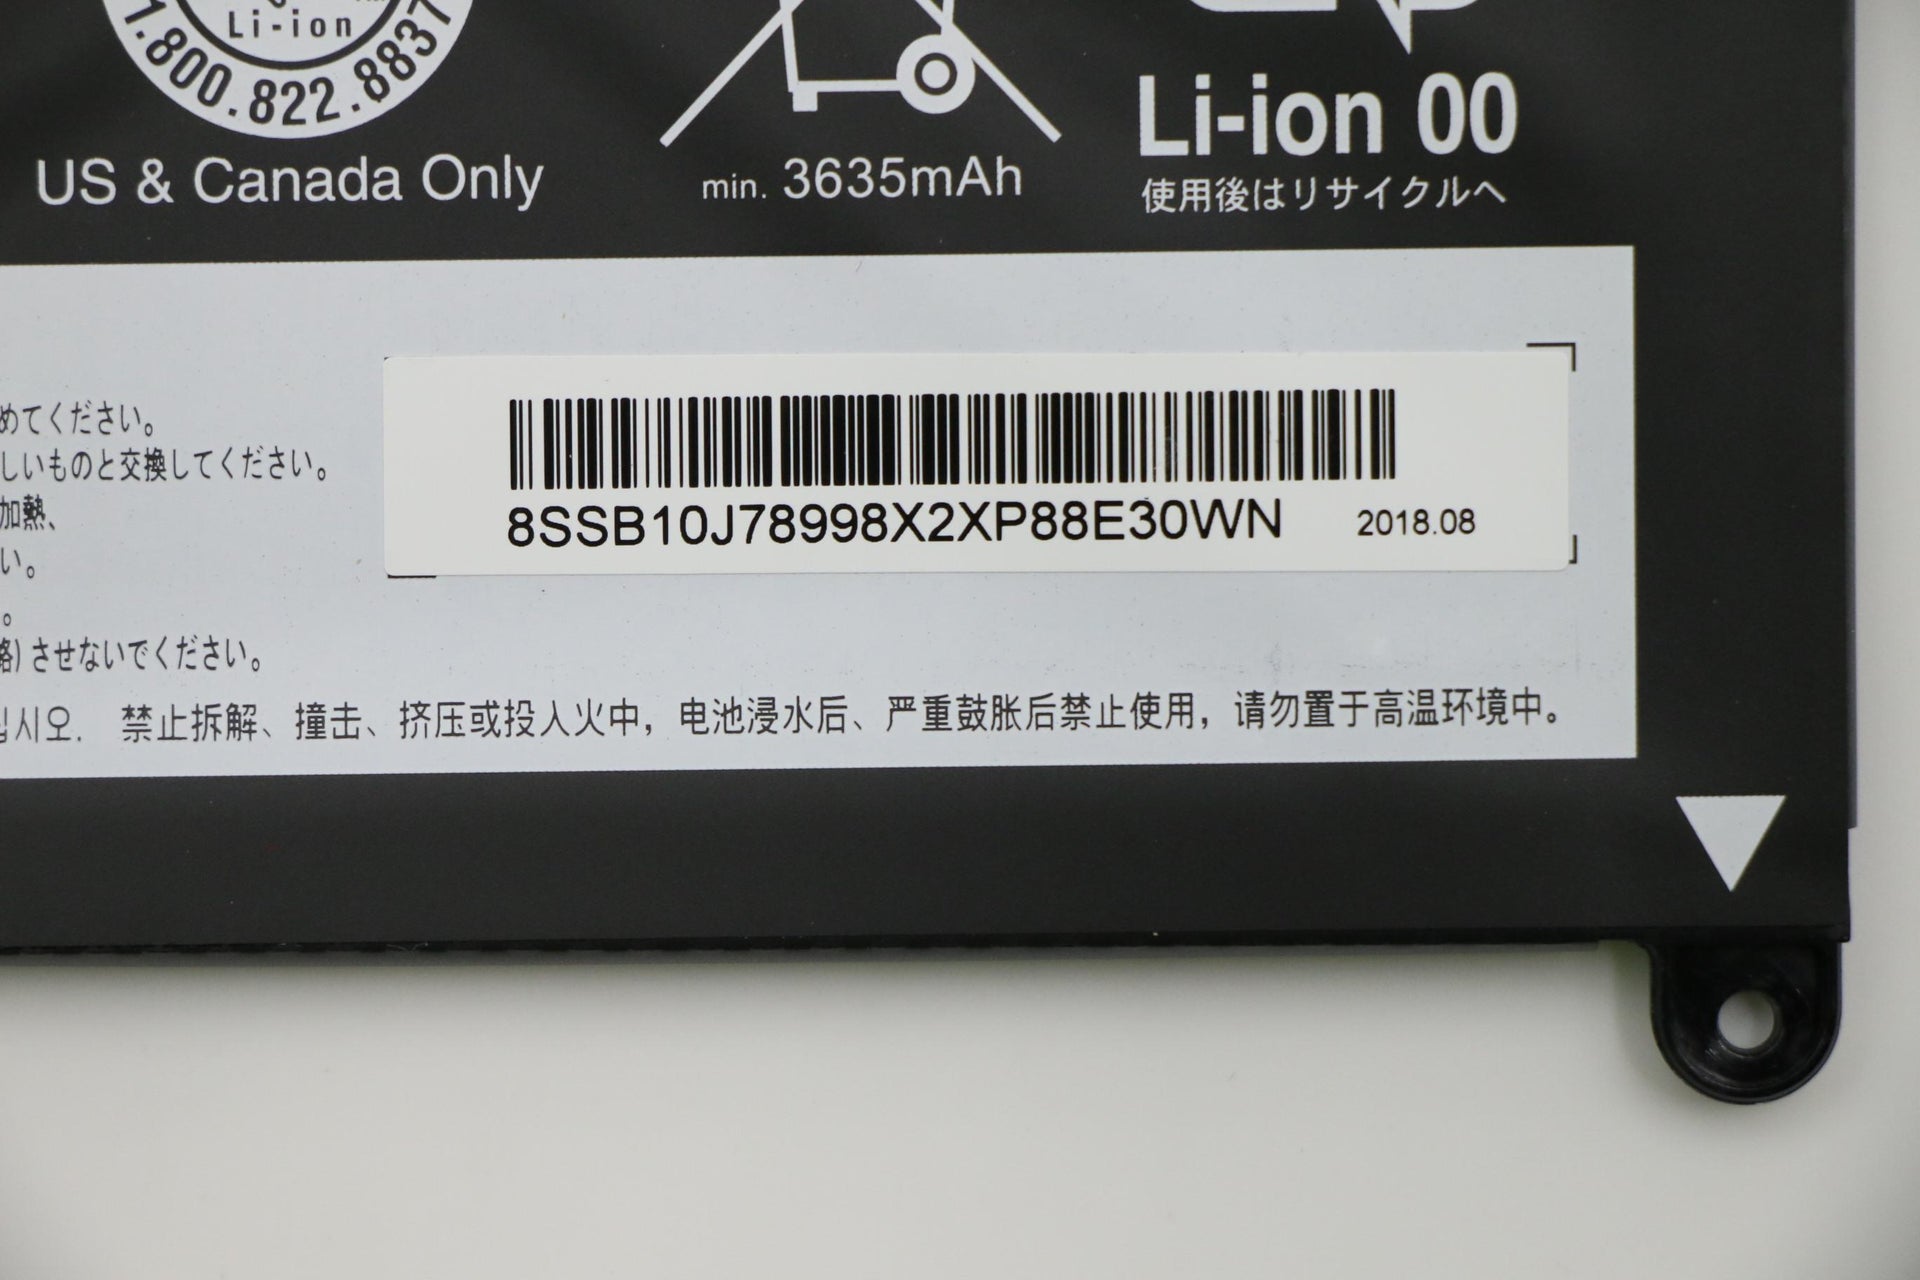 Li-ion
1.800.822.8837
US & Canada Only
min. 3635mAh
Li-ion 00
使用後はリサイクルへ
めてください。
しいものと交換してください。
加熱、
い。
。
8SSB10J78998X2XP88E30WN 2018.08
絡) させないでください。
십시오. 禁止拆解、撞击、挤压或投入火中，电池浸水后、严重鼓胀后禁止使用，请勿置于高温环境中。